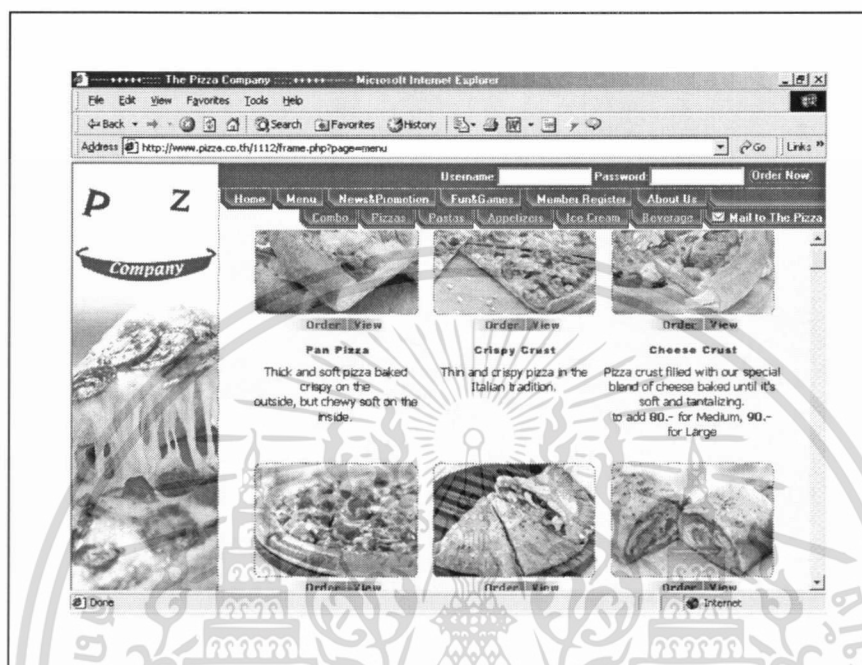 -----+++++::::: The Pizza Company :::::+++++----- Microsoft Internet Explorer
File Edit View Favorites Tools Help
Back Search Favorites History
Address http://www.pizza.co.th/1112/frame.php?page=menu Go Links »
Username Password Order Now
P Z
Company
Home Menu News&Promotion Fun&Games Member Register About Us
Combo Pizzas Pastas Appetizers Ice Cream Beverage Mail to The Pizza
Order View Order View Order View
Pan Pizza
Thick and soft pizza baked
crispy on the
outside, but chewy soft on the
inside.
Crispy Crust
Thin and crispy pizza in the
Italian tradition.
Cheese Crust
Pizza crust filled with our special
blend of cheese baked until it's
soft and tantalizing.
to add 80.- for Medium, 90.-
for Large
Order View Order View Order View
Done Internet